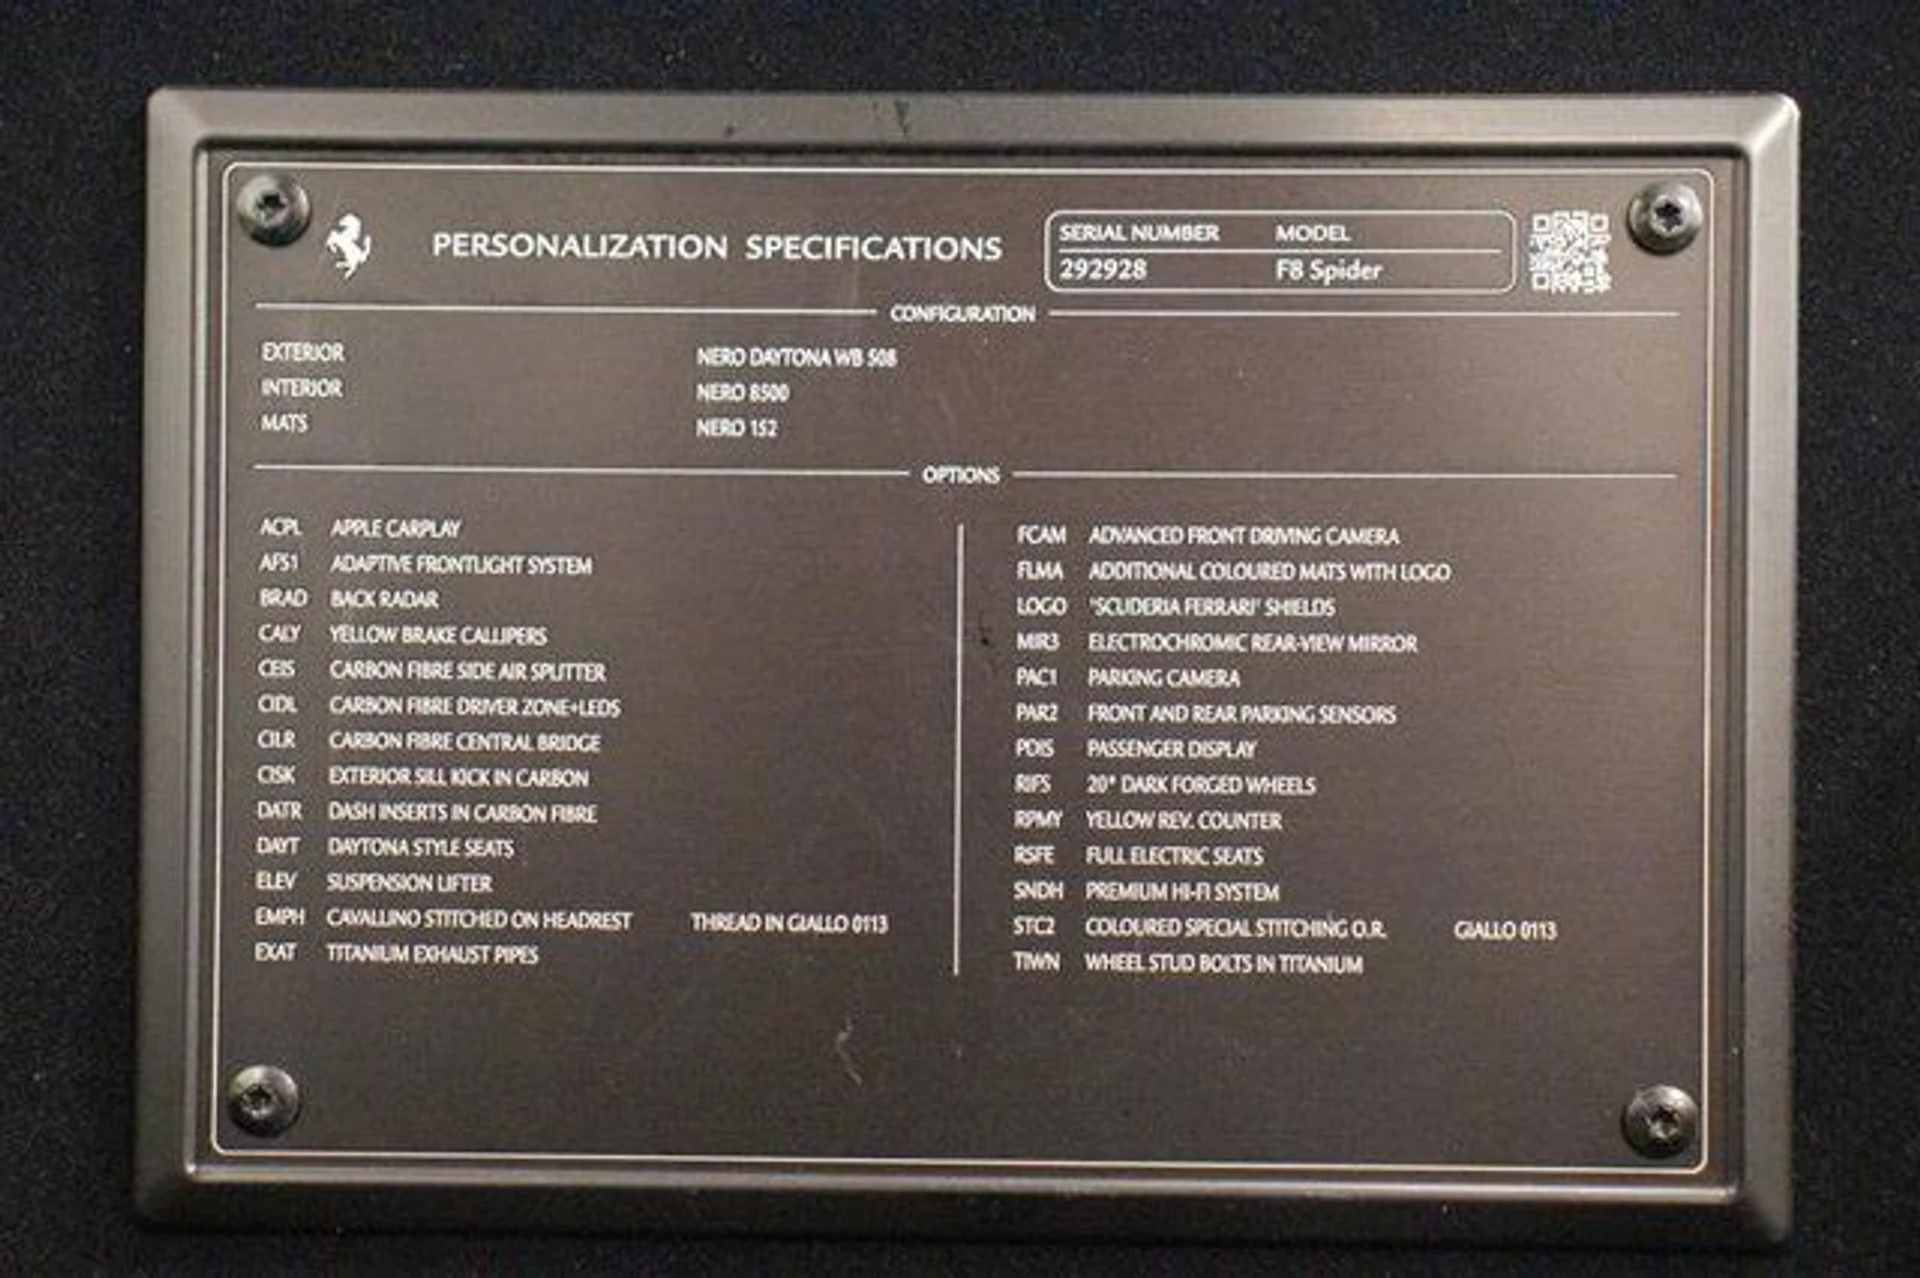 PERSONALIZATION SPECIFICATIONS
SERIAL NUMBER MODEL
292928 F8 Spider
CONFIGURATION
EXTERIOR NERO DAYTONA WB 508
INTERIOR NERO 8500
MATS NERO 152
OPTIONS
ACPL APPLE CARPLAY
AFS1 ADAPTIVE FRONTLIGHT SYSTEM
BRAD BACK RADAR
CALY YELLOW BRAKE CALLIPERS
CEIS CARBON FIBRE SIDE AIR SPLITTER
CIDL CARBON FIBRE DRIVER ZONE+LEDS
CILR CARBON FIBRE CENTRAL BRIDGE
CISK EXTERIOR SILL KICK IN CARBON
DATR DASH INSERTS IN CARBON FIBRE
DAYT DAYTONA STYLE SEATS
ELEV SUSPENSION LIFTER
EMPH CAVALLINO STITCHED ON HEADREST THREAD IN GIALLO 0113
EXAT TITANIUM EXHAUST PIPES
FCAM ADVANCED FRONT DRIVING CAMERA
FLMA ADDITIONAL COLOURED MATS WITH LOGO
LOGO "SCUDERIA FERRARI" SHIELDS
MIR3 ELECTROCHROMIC REAR-VIEW MIRROR
PAC1 PARKING CAMERA
PAR2 FRONT AND REAR PARKING SENSORS
PDIS PASSENGER DISPLAY
RIFS 20" DARK FORGED WHEELS
RPMY YELLOW REV. COUNTER
RSFE FULL ELECTRIC SEATS
SNDH PREMIUM HI-FI SYSTEM
STC2 COLOURED SPECIAL STITCHING O.R. GIALLO 0113
TIWN WHEEL STUD BOLTS IN TITANIUM